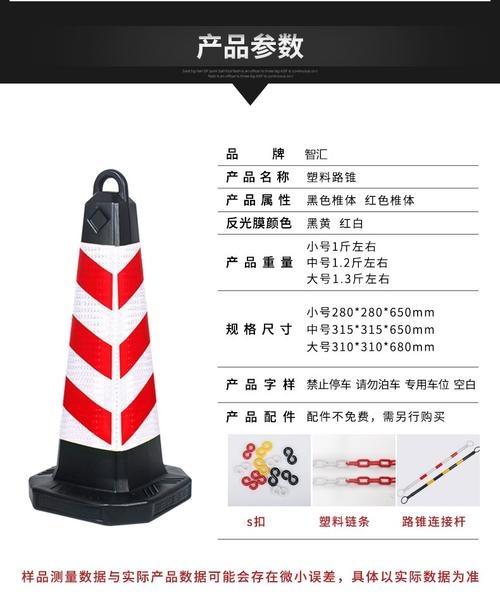 产品参数
品 牌 智汇
产品名称 塑料路锥
产品属性 黑色椎体 红色椎体
反光膜颜色 黑黄 红白
产品重量 小号1斤左右
中号1.2斤左右
大号1.3斤左右
规格尺寸 小号280*280*650mm
中号315*315*650mm
大号310*310*680mm
产品字样 禁止停车 请勿泊车 专用车位 空白
产品配件 配件不免费，需另行购买
s扣 塑料链条 路锥连接杆
样品测量数据与实际产品数据可能会存在微小误差，具体以实际数据为准